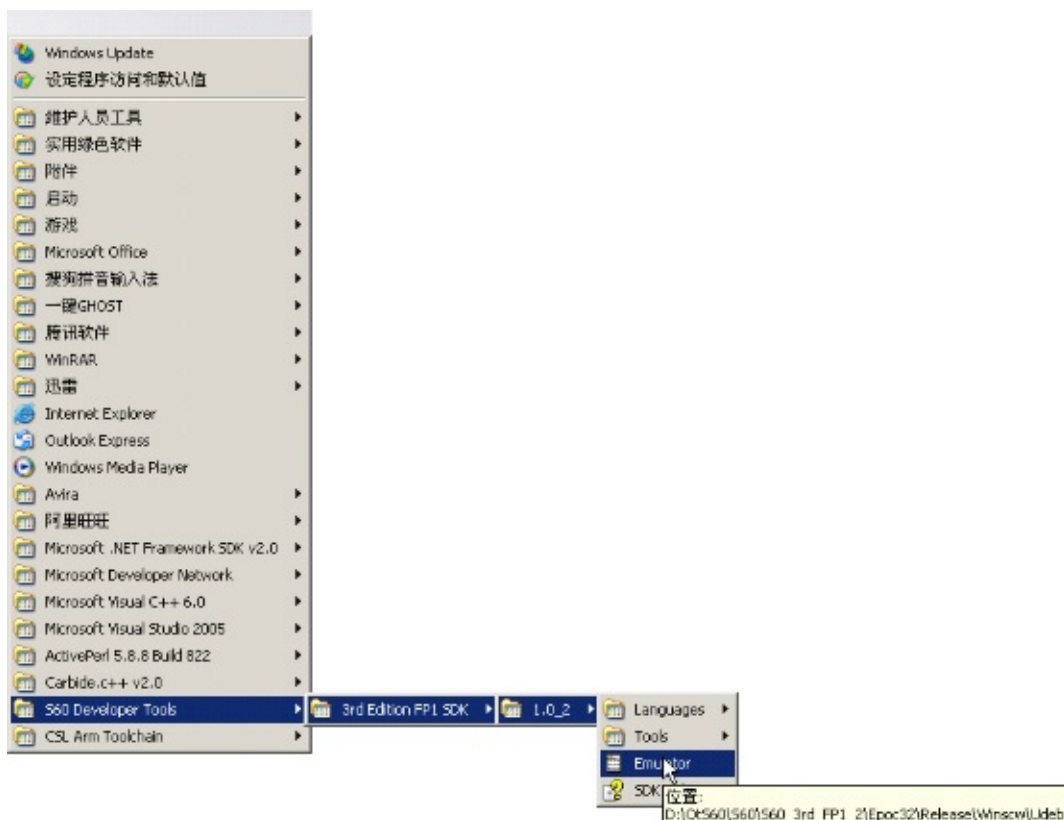 Windows Update
设定程序访问和默认值
维护人员工具
实用绿色软件
附件
启动
游戏
Microsoft Office
搜狗拼音输入法
一键GHOST
腾讯软件
WinRAR
迅雷
Internet Explorer
Outlook Express
Windows Media Player
Avira
阿里旺旺
Microsoft .NET Framework SDK v2.0
Microsoft Developer Network
Microsoft Visual C++ 6.0
Microsoft Visual Studio 2005
ActivePerl 5.8.8 Build 822
Carbide.c++ v2.0
S60 Developer Tools
3rd Edition FP1 SDK
1.0_2
Languages
Tools
Emulator
SDK
位置:
CSL Arm Toolchain